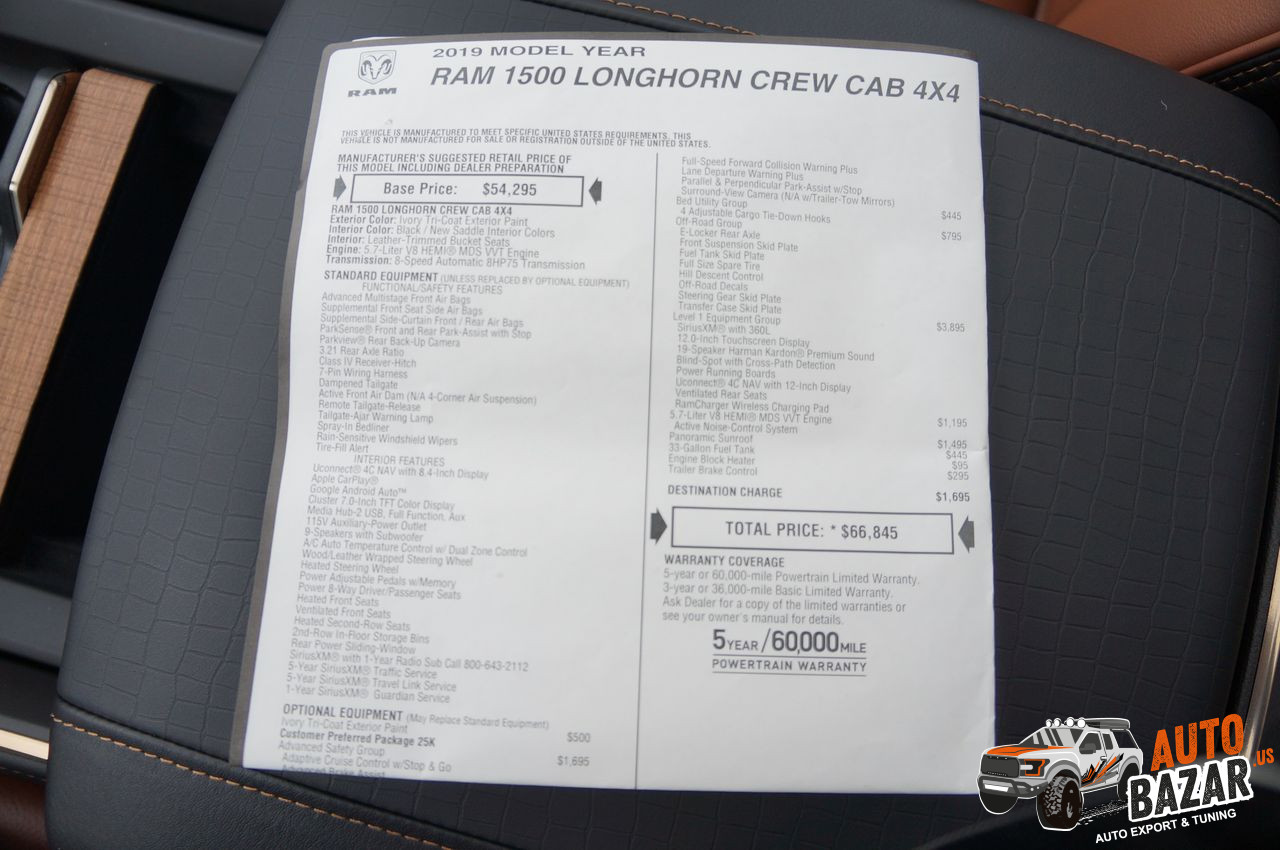 RAM
2019 MODEL YEAR
RAM 1500 LONGHORN CREW CAB 4X4
THIS VEHICLE IS MANUFACTURED TO MEET SPECIFIC UNITED STATES REQUIREMENTS. THIS
VEHICLE IS NOT MANUFACTURED FOR SALE OR REGISTRATION OUTSIDE OF THE UNITED STATES.
MANUFACTURER'S SUGGESTED RETAIL PRICE OF
THIS MODEL INCLUDING DEALER PREPARATION
Base Price: $54,295
RAM 1500 LONGHORN CREW CAB 4X4
Exterior Color: Ivory Tri-Coat Exterior Paint
Interior Color: Black / New Saddle Interior Colors
Interior: Leather-Trimmed Bucket Seats
Engine: 5.7-Liter V8 HEMI® MDS VVT Engine
Transmission: 8-Speed Automatic 8HP75 Transmission
STANDARD EQUIPMENT (UNLESS REPLACED BY OPTIONAL EQUIPMENT)
FUNCTIONAL/SAFETY FEATURES
Advanced Multistage Front Air Bags
Supplemental Front Seat Side Air Bags
Supplemental Side-Curtain Front / Rear Air Bags
ParkSense® Front and Rear Park-Assist with Stop
Parkview® Rear Back-Up Camera
3.21 Rear Axle Ratio
Class IV Receiver-Hitch
7-Pin Wiring Harness
Dampened Tailgate
Active Front Air Dam (N/A 4-Corner Air Suspension)
Remote Tailgate-Release
Tailgate-Ajar Warning Lamp
Spray-In Bedliner
Rain-Sensitive Windshield Wipers
Tire-Fill Alert
INTERIOR FEATURES
Uconnect® 4C NAV with 8.4-Inch Display
Apple CarPlay®
Google Android Auto™
Cluster 7.0-Inch TFT Color Display
Media Hub-2 USB, Full Function, Aux
115V Auxiliary-Power Outlet
9-Speakers with Subwoofer
A/C Auto Temperature Control w/ Dual Zone Control
Wood/Leather Wrapped Steering Wheel
Heated Steering Wheel
Power Adjustable Pedals w/Memory
Power 8-Way Driver/Passenger Seats
Heated Front Seats
Ventilated Front Seats
Heated Second-Row Seats
2nd-Row In-Floor Storage Bins
Rear Power Sliding-Window
SiriusXM® with 1-Year Radio Sub Call 800-643-2112
5-Year SiriusXM® Traffic Service
5-Year SiriusXM® Travel Link Service
1-Year SiriusXM® Guardian Service
OPTIONAL EQUIPMENT (May Replace Standard Equipment)
Ivory Tri-Coat Exterior Paint $500
Customer Preferred Package 25K
Advanced Safety Group $1,695
Adaptive Cruise Control w/Stop & Go
Advanced Brake Assist
Full-Speed Forward Collision Warning Plus
Lane Departure Warning Plus
Parallel & Perpendicular Park-Assist w/Stop
Surround-View Camera (N/A w/Trailer-Tow Mirrors)
Bed Utility Group $445
4 Adjustable Cargo Tie-Down Hooks
Off-Road Group $795
E-Locker Rear Axle
Front Suspension Skid Plate
Fuel Tank Skid Plate
Full Size Spare Tire
Hill Descent Control
Off-Road Decals
Steering Gear Skid Plate
Transfer Case Skid Plate
Level 1 Equipment Group $3,895
SiriusXM® with 360L
12.0-Inch Touchscreen Display
19-Speaker Harman Kardon® Premium Sound
Blind-Spot with Cross-Path Detection
Power Running Boards
Uconnect® 4C NAV with 12-Inch Display
Ventilated Rear Seats
RamCharger Wireless Charging Pad
5.7-Liter V8 HEMI® MDS VVT Engine $1,195
Active Noise-Control System
Panoramic Sunroof $1,495
33-Gallon Fuel Tank $445
Engine Block Heater $95
Trailer Brake Control $295
DESTINATION CHARGE $1,695
TOTAL PRICE: * $66,845
WARRANTY COVERAGE
5-year or 60,000-mile Powertrain Limited Warranty.
3-year or 36,000-mile Basic Limited Warranty.
Ask Dealer for a copy of the limited warranties or
see your owner's manual for details.
5 YEAR / 60,000 MILE
POWERTRAIN WARRANTY
AUTO
BAZAR.US
AUTO EXPORT & TUNING